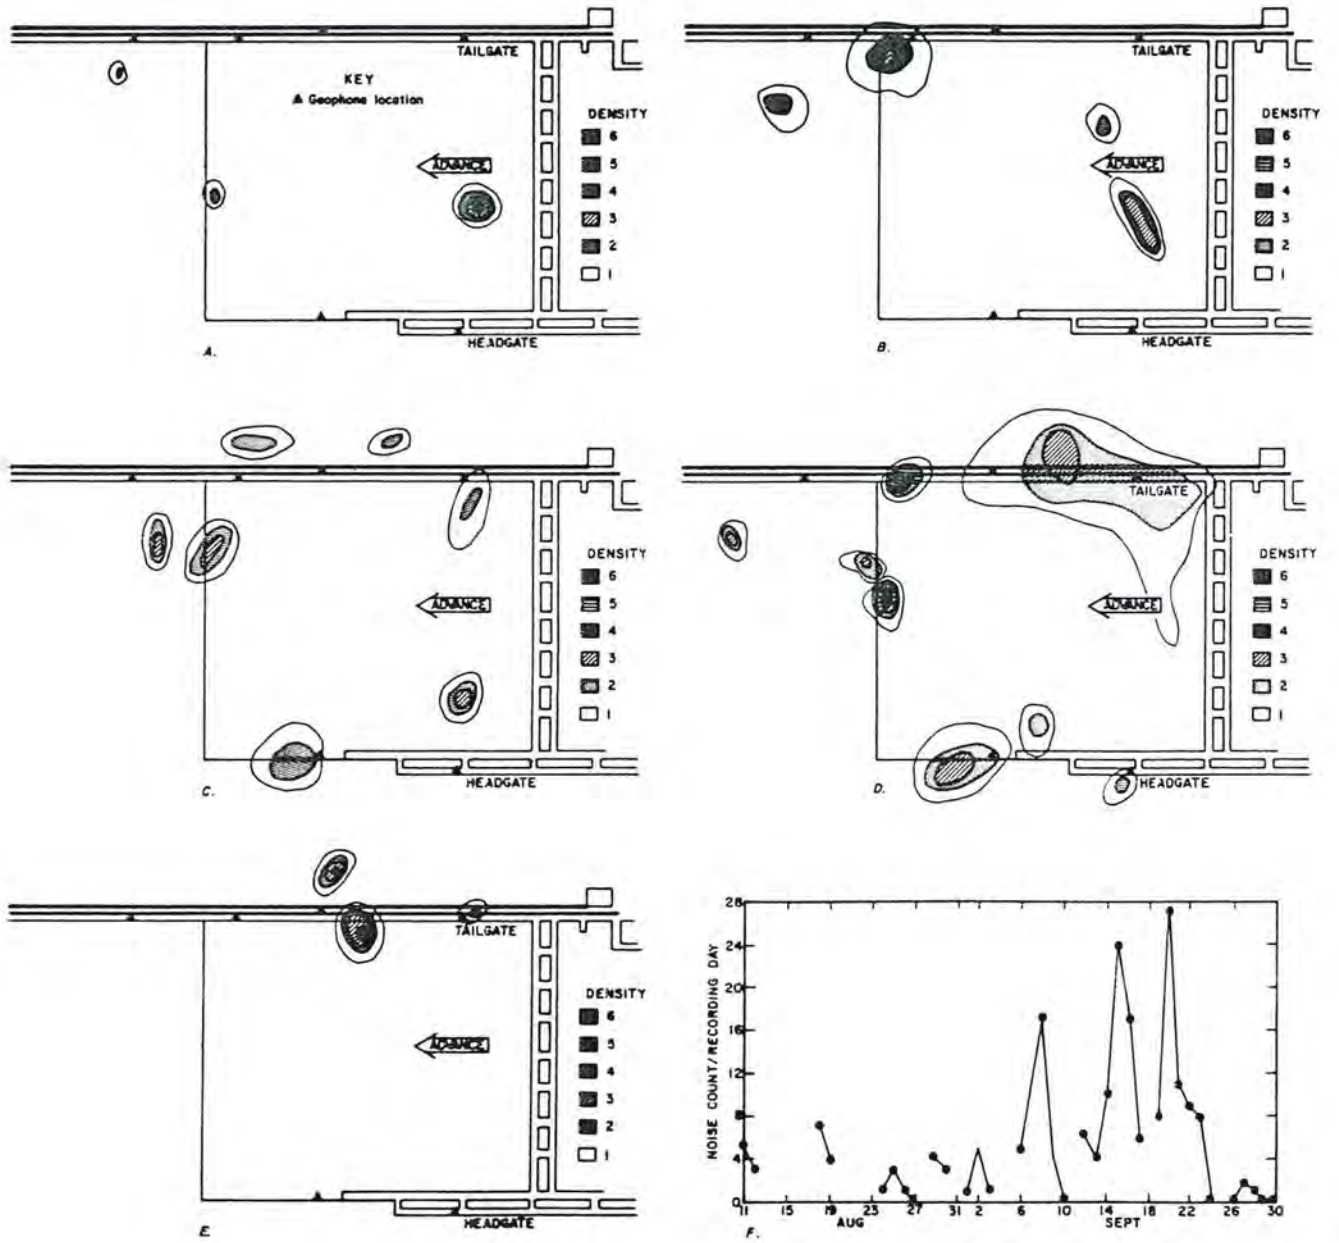 TAILGATE
KEY
▲ Geophone location
DENSITY
6
5
4
3
2
1
ADVANCE
HEADGATE
A.
TAILGATE
DENSITY
6
5
4
3
2
1
ADVANCE
HEADGATE
B.
DENSITY
6
5
4
3
2
1
ADVANCE
HEADGATE
C.
TAILGATE
DENSITY
6
5
4
3
2
1
ADVANCE
HEADGATE
D.
TAILGATE
DENSITY
6
5
4
3
2
1
ADVANCE
HEADGATE
E.
NOISE COUNT/RECORDING DAY
28
24
20
16
12
8
4
0
11 15 19 23 27 31 2 6 10 14 18 22 26 30
AUG SEPT
F.